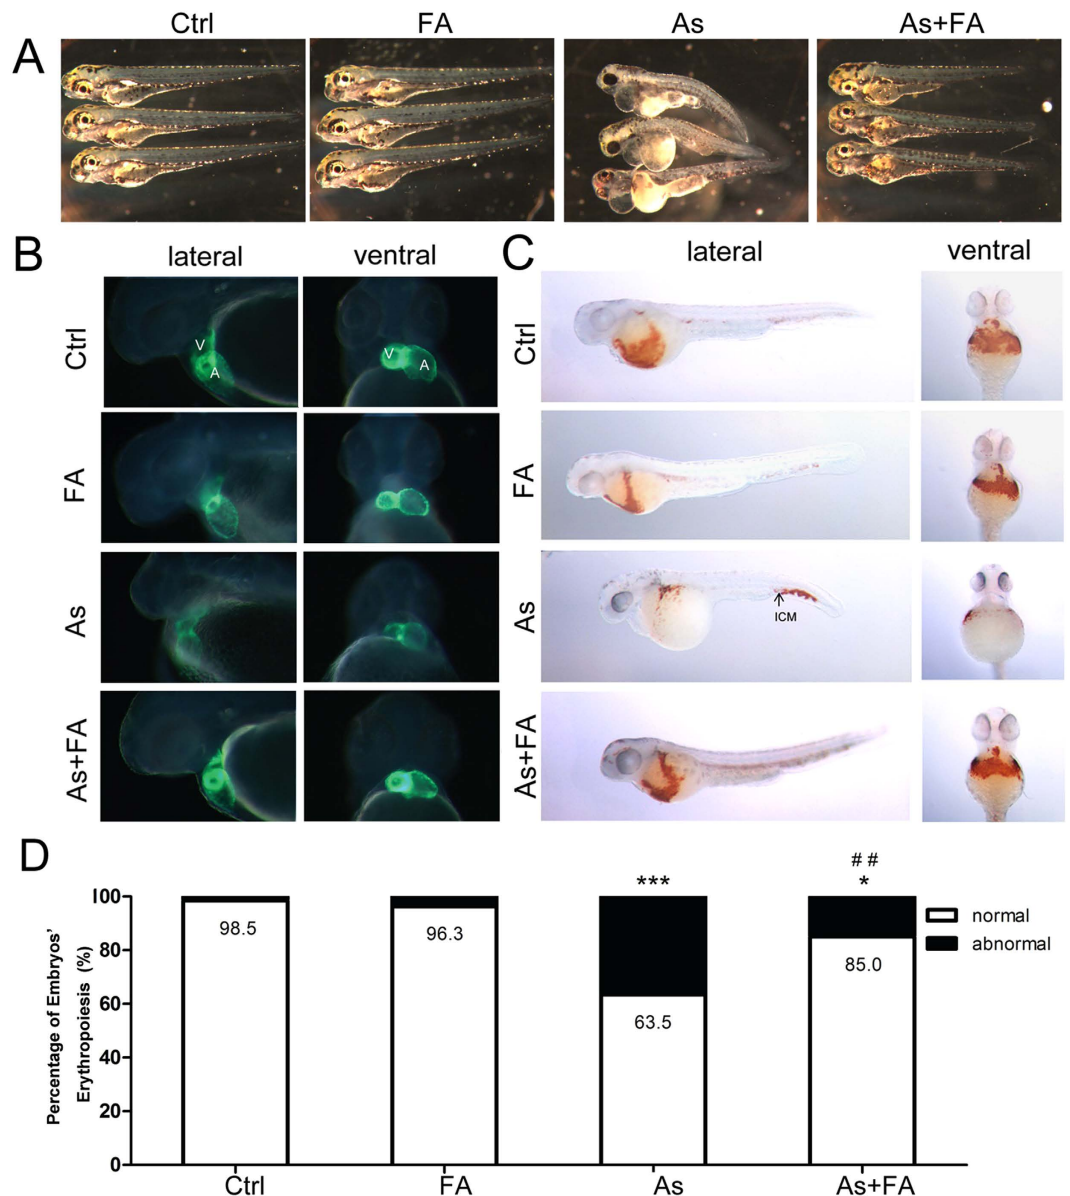 Ctrl FA As As+FA
A
B lateral ventral
C lateral ventral
Ctrl V A V A
Ctrl
FA
FA
As
As
ICM
As+FA
As+FA
D
# #
*** *
100
80
60
40
20
0
Percentage of Embryos'
Erythropoiesis (%)
98.5 96.3 63.5 85.0
normal
abnormal
Ctrl FA As As+FA